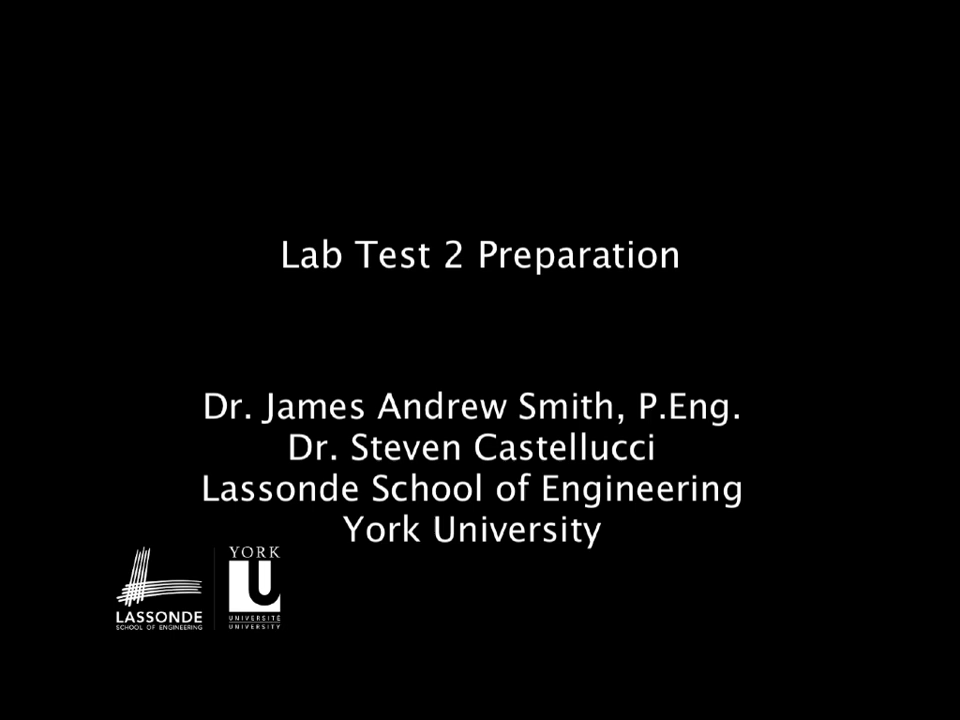 Lab Test 2 Preparation
Dr. James Andrew Smith, P.Eng.
Dr. Steven Castellucci
Lassonde School of Engineering
York University
YORK
U
LASSONDE
SCHOOL OF ENGINEERING
UNIVERSITÉ
UNIVERSITY